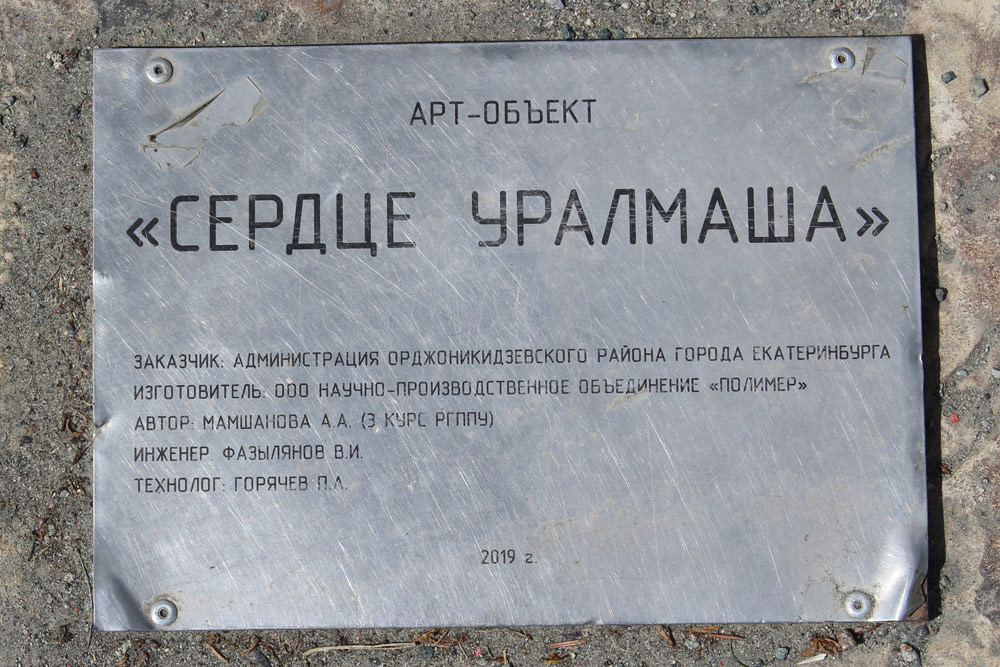 АРТ-ОБЪЕКТ
«СЕРДЦЕ УРАЛМАША»
ЗАКАЗЧИК: АДМИНИСТРАЦИЯ ОРДЖОНИКИДЗЕВСКОГО РАЙОНА ГОРОДА ЕКАТЕРИНБУРГА
ИЗГОТОВИТЕЛЬ: ООО НАУЧНО-ПРОИЗВОДСТВЕННОЕ ОБЪЕДИНЕНИЕ «ПОЛИМЕР»
АВТОР: МАМШАНОВА А.А. (3 КУРС РГППУ)
ИНЖЕНЕР: ФАЗЫЛЯНОВ В.И.
ТЕХНОЛОГ: ГОРЯЧЕВ П.Л.
2019 г.